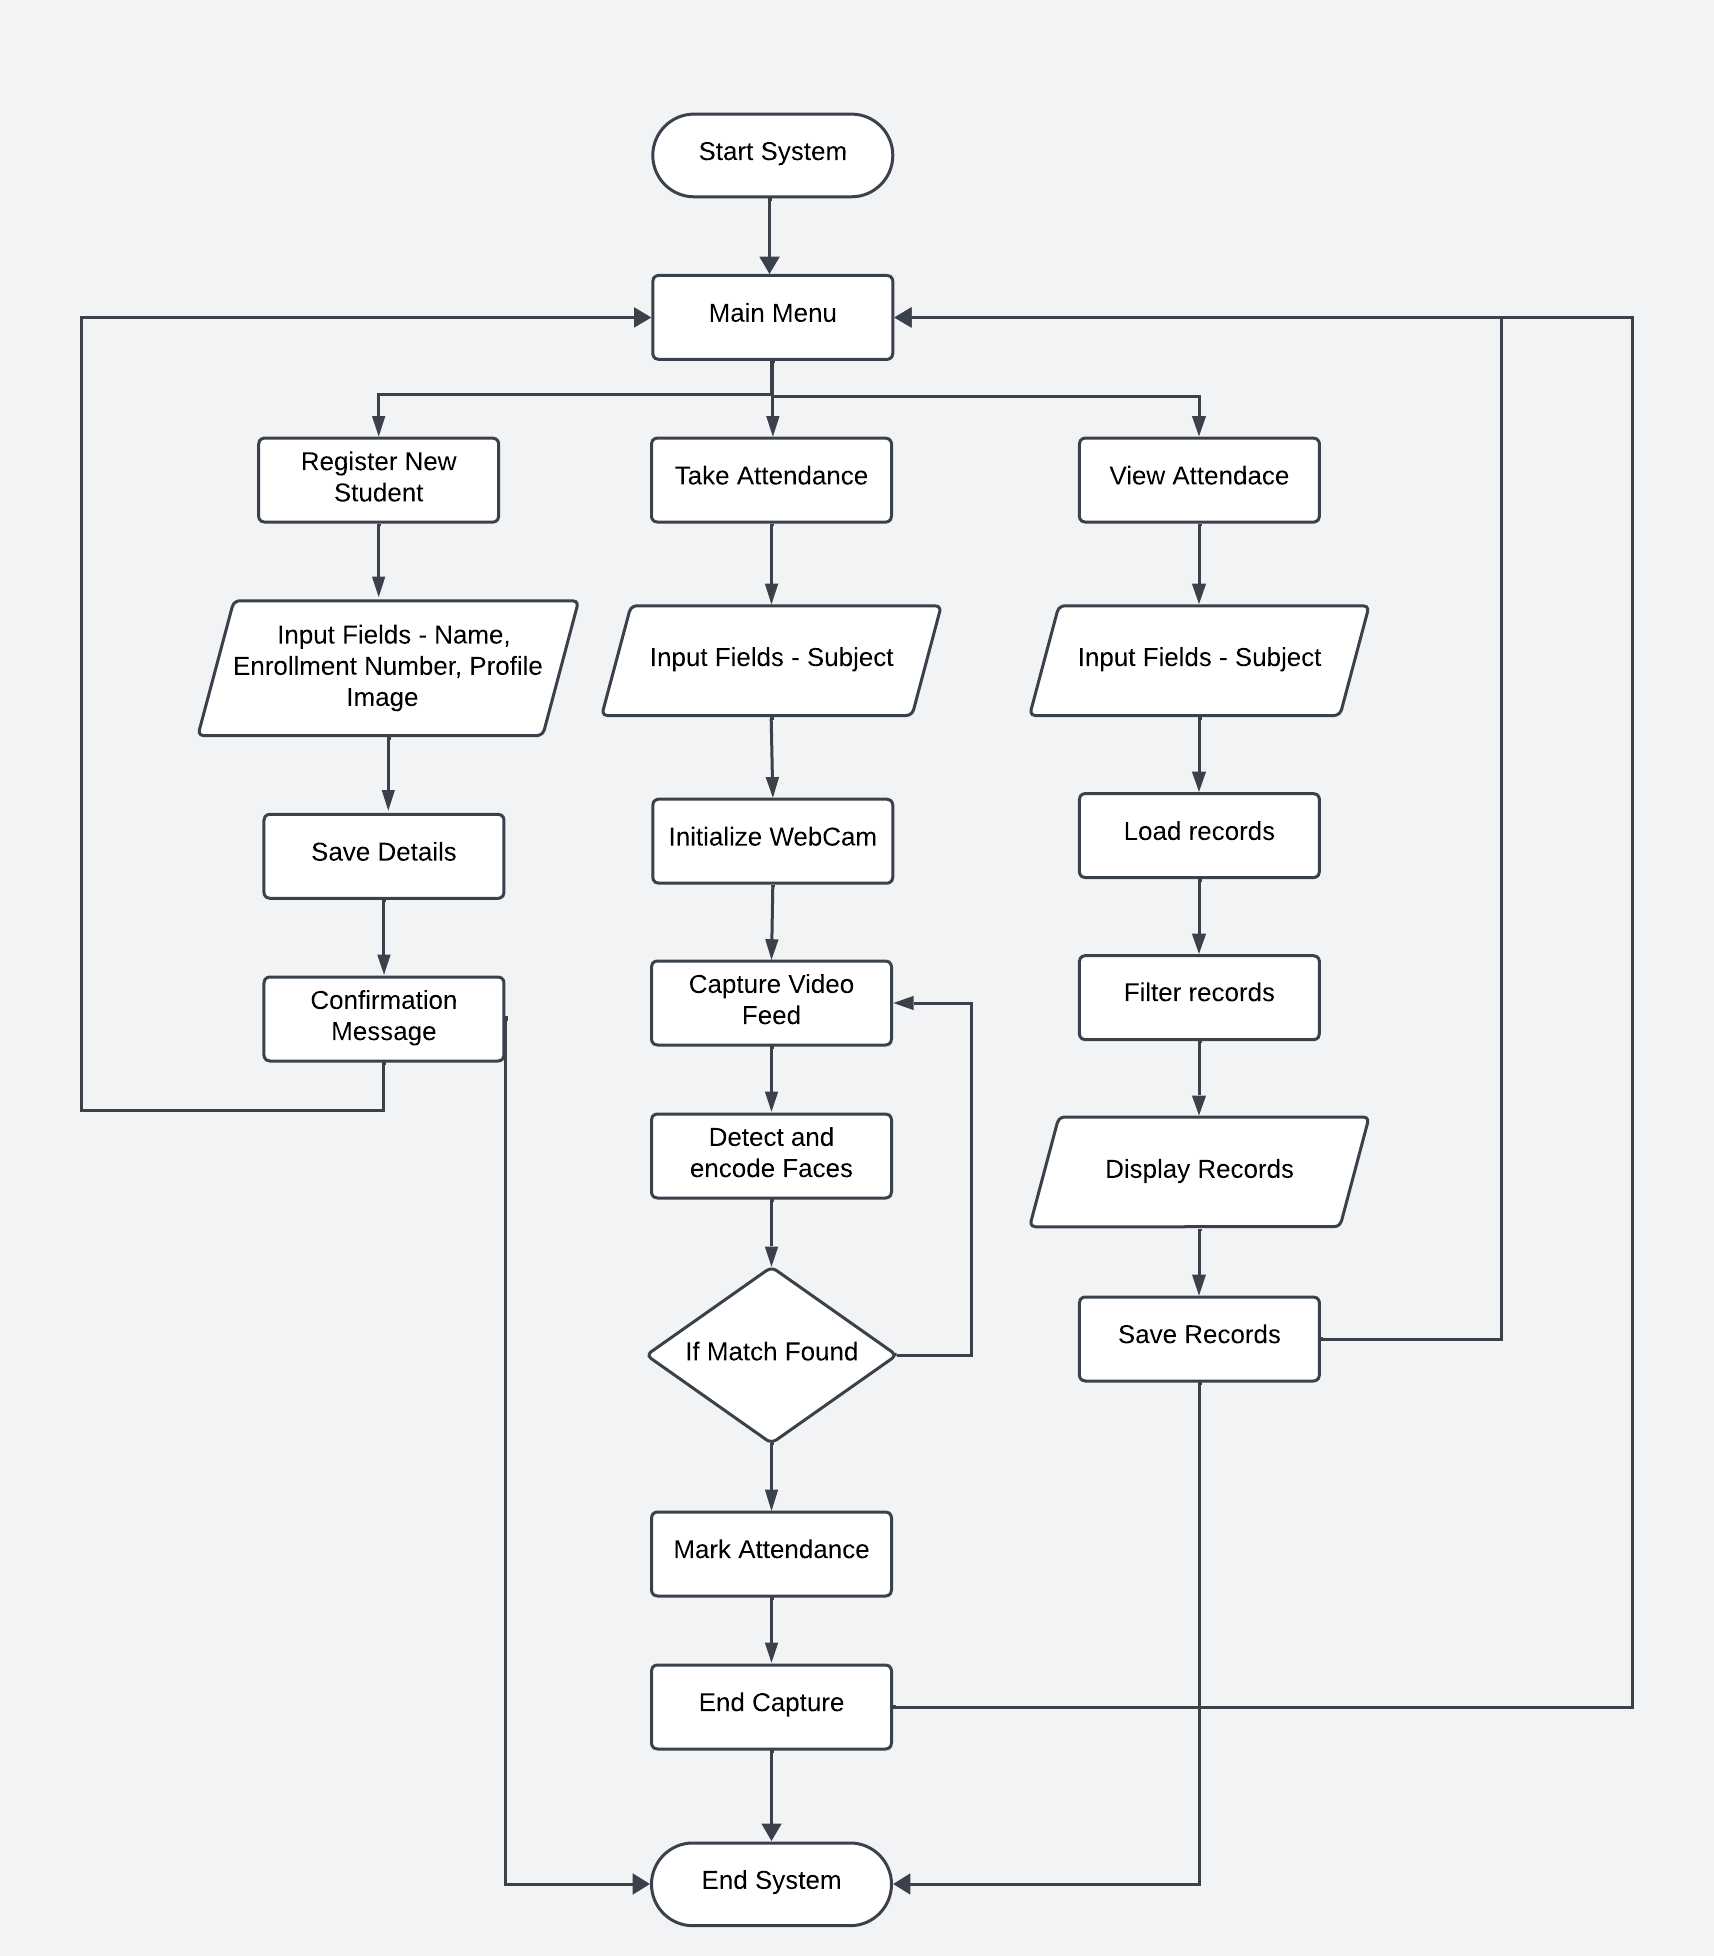 Start System
Main Menu
Register New
Student
Take Attendance
View Attendace
Input Fields - Name,
Enrollment Number, Profile
Image
Input Fields - Subject
Input Fields - Subject
Save Details
Initialize WebCam
Load records
Confirmation
Message
Capture Video
Feed
Filter records
Detect and
encode Faces
Display Records
If Match Found
Save Records
Mark Attendance
End Capture
End System